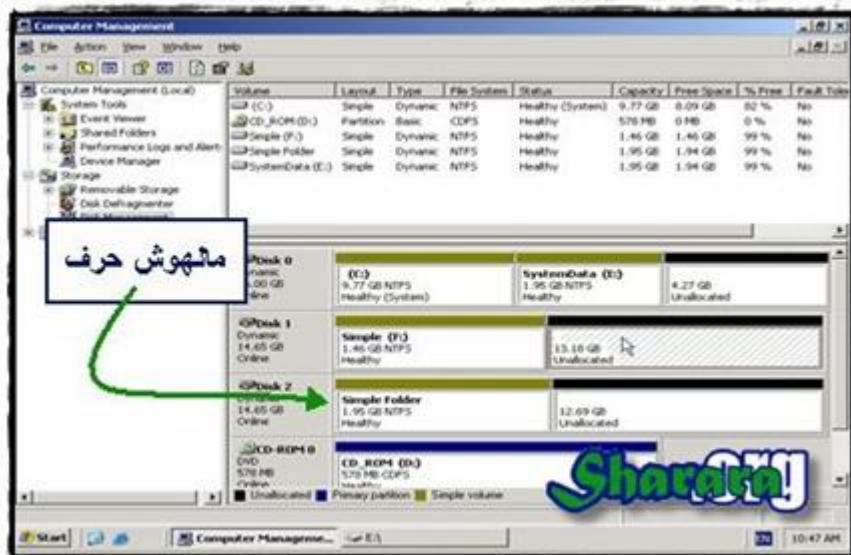 Computer Management
File Action View Window Help
Computer Management (Local)
System Tools
Event Viewer
Shared Folders
Performance Logs and Alert
Device Manager
Storage
Removable Storage
Disk Defragmenter
Disk Management
Volume Layout Type File System Status Capacity Free Space % Free Fault Tole
(C:) Simple Dynamic NTFS Healthy (System) 9.77 GB 8.09 GB 82 % No
CD_ROM (D:) Partition Basic CDFS Healthy 578 MB 0 MB 0 % No
Simple (F:) Simple Dynamic NTFS Healthy 1.46 GB 1.46 GB 99 % No
Simple Folder Simple Dynamic NTFS Healthy 1.95 GB 1.94 GB 99 % No
SystemData (E:) Simple Dynamic NTFS Healthy 1.95 GB 1.94 GB 99 % No
مالهوش حرف
Disk 0
(C:)
9.77 GB NTFS
Healthy (System)
SystemData (E:)
1.95 GB NTFS
Healthy
4.27 GB
Unallocated
Disk 1
Dynamic
14.65 GB
Online
Simple (F:)
1.46 GB NTFS
Healthy
13.18 GB
Unallocated
Disk 2
Dynamic
14.65 GB
Online
Simple Folder
1.95 GB NTFS
Healthy
12.69 GB
Unallocated
CD-ROM 0
DVD
578 MB
Online
CD_ROM (D:)
578 MB CDFS
Healthy
Unallocated Primary partition Simple volume
Sharara.org
Start Computer Manageme... E:\ EN 10:47 AM